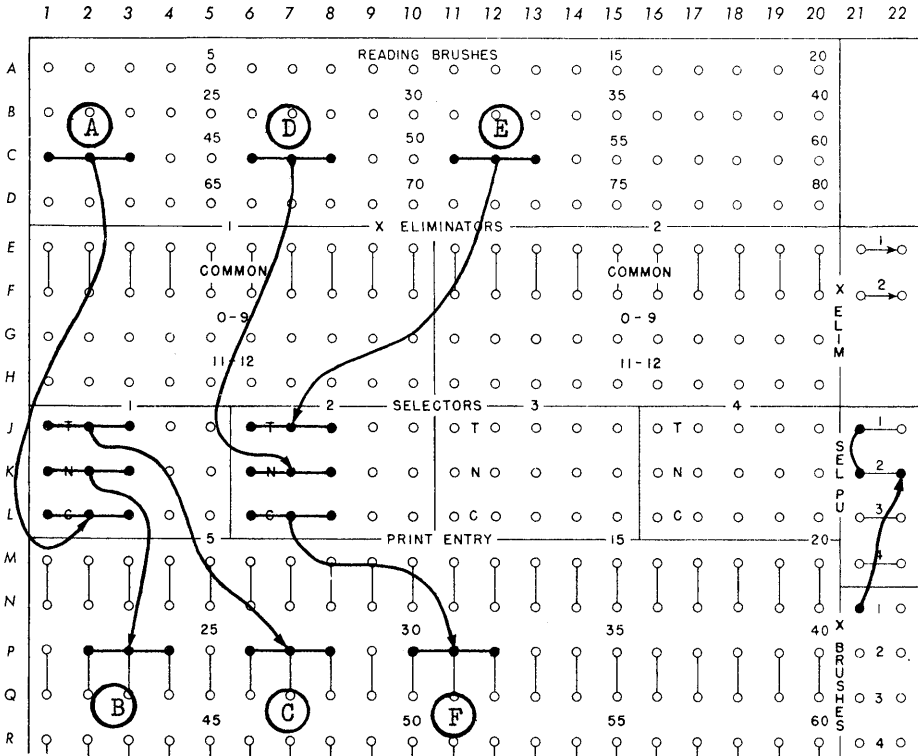 1 2 3 4 5 6 7 8 9 10 11 12 13 14 15 16 17 18 19 20 21 22
5 READING BRUSHES 15 20
A
25 30 35 40
B
A D E
45 50 55 60
C
65 70 75 80
D
1 X ELIMINATORS 2
E 1
COMMON COMMON
F 2
0-9 0-9
G
11-12 11-12
H
X ELIM
1 2 SELECTORS 3 4
J T T T T 1
K N N N N 2
L C C C C 3
SEL PU
5 PRINT ENTRY 15 20
M 4
N 1
25 30 35 40
P 2
Q 3
B C F
45 50 55 60
R 4
X BRUSHES